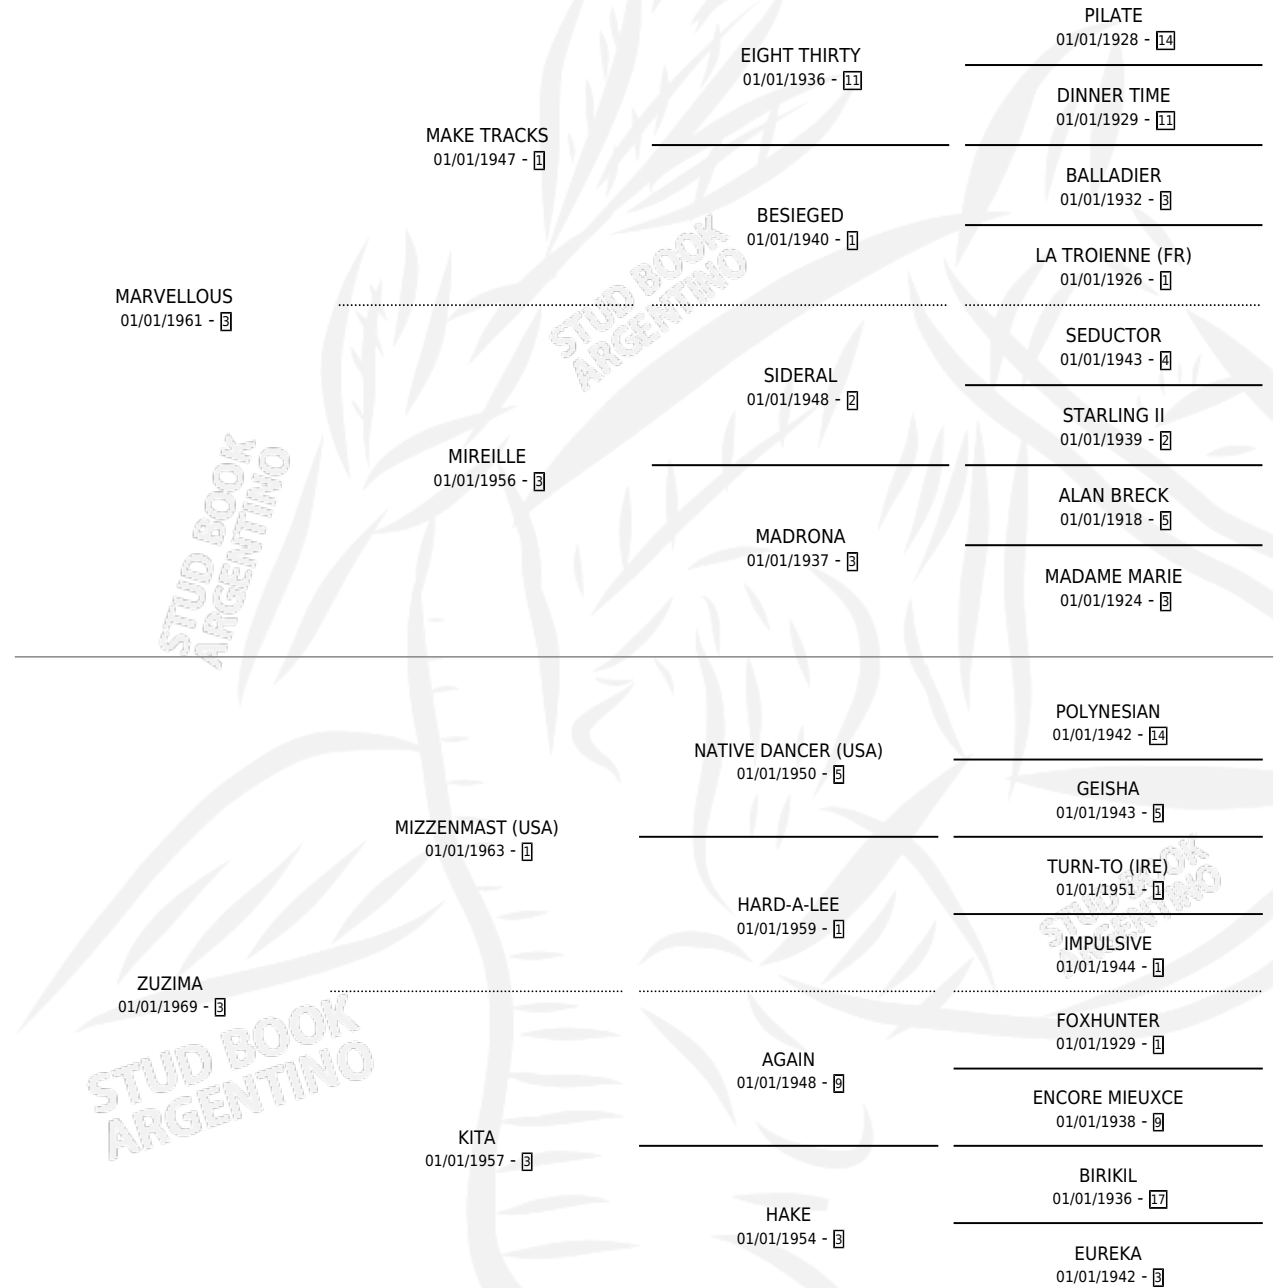 PILATE
01/01/1928 - 14
EIGHT THIRTY
01/01/1936 - 11
DINNER TIME
01/01/1929 - 11
MAKE TRACKS
01/01/1947 - 1
BALLADIER
01/01/1932 - 3
BESIEGED
01/01/1940 - 1
LA TROIENNE (FR)
01/01/1926 - 1
MARVELLOUS
01/01/1961 - 3
STUD BOOK
ARGENTINO
SEDUCTOR
01/01/1943 - 4
SIDERAL
01/01/1948 - 2
STARLING II
01/01/1939 - 2
MIREILLE
01/01/1956 - 3
ALAN BRECK
01/01/1918 - 5
MADRONA
01/01/1937 - 3
MADAME MARIE
01/01/1924 - 3
STUD BOOK
ARGENTINO
POLYNESIAN
01/01/1942 - 14
NATIVE DANCER (USA)
01/01/1950 - 5
GEISHA
01/01/1943 - 5
MIZZENMAST (USA)
01/01/1963 - 1
TURN-TO (IRE)
01/01/1951 - 1
HARD-A-LEE
01/01/1959 - 1
IMPULSIVE
01/01/1944 - 1
STUD BOOK
ARGENTINO
ZUZIMA
01/01/1969 - 3
FOXHUNTER
01/01/1929 - 1
AGAIN
01/01/1948 - 9
ENCORE MIEUXCE
01/01/1938 - 9
STUD BOOK
ARGENTINO
KITA
01/01/1957 - 3
BIRIKIL
01/01/1936 - 17
HAKE
01/01/1954 - 3
EUREKA
01/01/1942 - 3